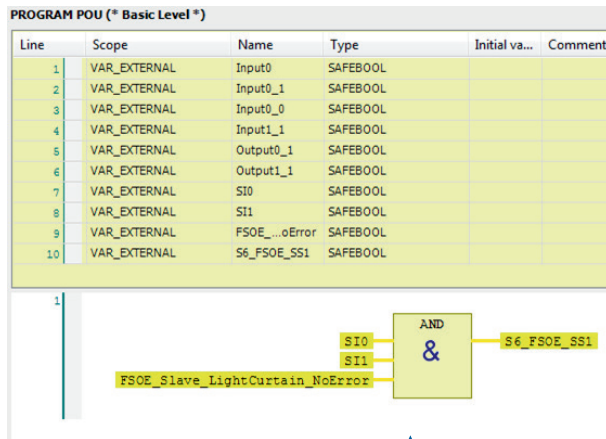 PROGRAM POU (* Basic Level *)
Line Scope Name Type Initial va... Comment
1 VAR_EXTERNAL Input0 SAFEBOOL
2 VAR_EXTERNAL Input0_1 SAFEBOOL
3 VAR_EXTERNAL Input0_0 SAFEBOOL
4 VAR_EXTERNAL Input1_1 SAFEBOOL
5 VAR_EXTERNAL Output0_1 SAFEBOOL
6 VAR_EXTERNAL Output1_1 SAFEBOOL
7 VAR_EXTERNAL SI0 SAFEBOOL
8 VAR_EXTERNAL SI1 SAFEBOOL
9 VAR_EXTERNAL FSOE_...oError SAFEBOOL
10 VAR_EXTERNAL S6_FSOE_SS1 SAFEBOOL
1
AND
SI0 & S6_FSOE_SS1
SI1
FSOE_Slave_LightCurtain_NoError